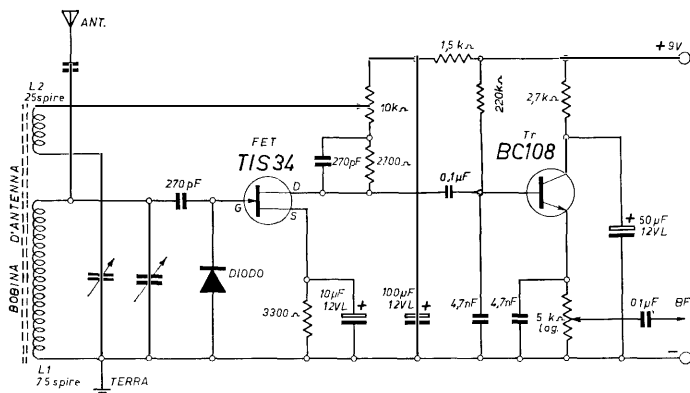 ANT.
1,5 kΩ
+ 9V
L2
25 spire
10kΩ
220kΩ
2,7kΩ
FET
TIS34
270pF
2700Ω
Tr
BC108
270 pF
D
G
S
0,1µF
+
50µF
12VL
BOBINA D'ANTENNA
DIODO
3300Ω
10µF
12VL
+
100µF
12VL
+
4,7nF
4,7nF
5 kΩ
log.
0,1µF
BF
L1
75 spire
TERRA
−